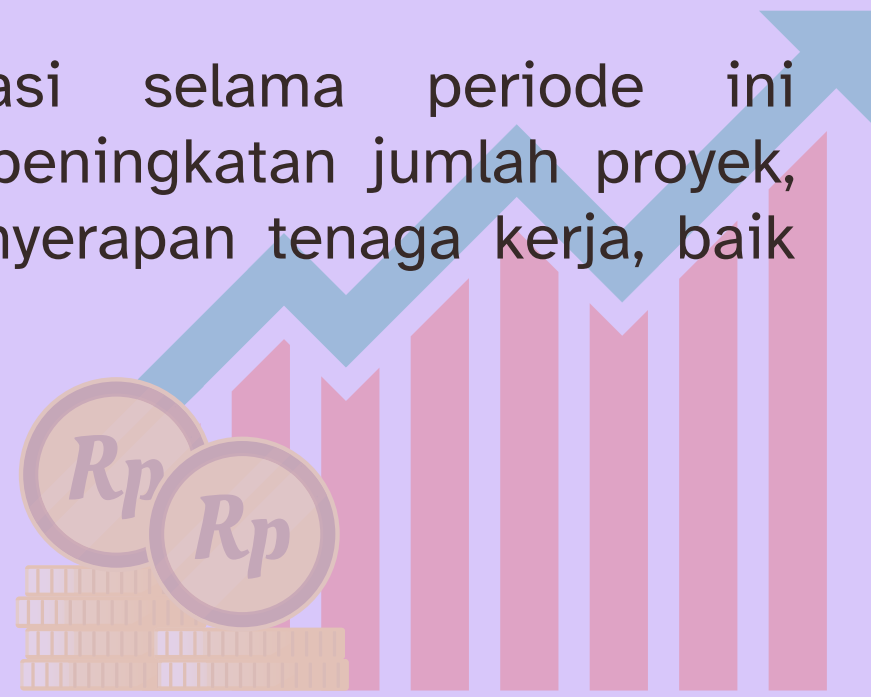 asi selama periode ini
peningkatan jumlah proyek,
nyerapan tenaga kerja, baik
Rp
Rp